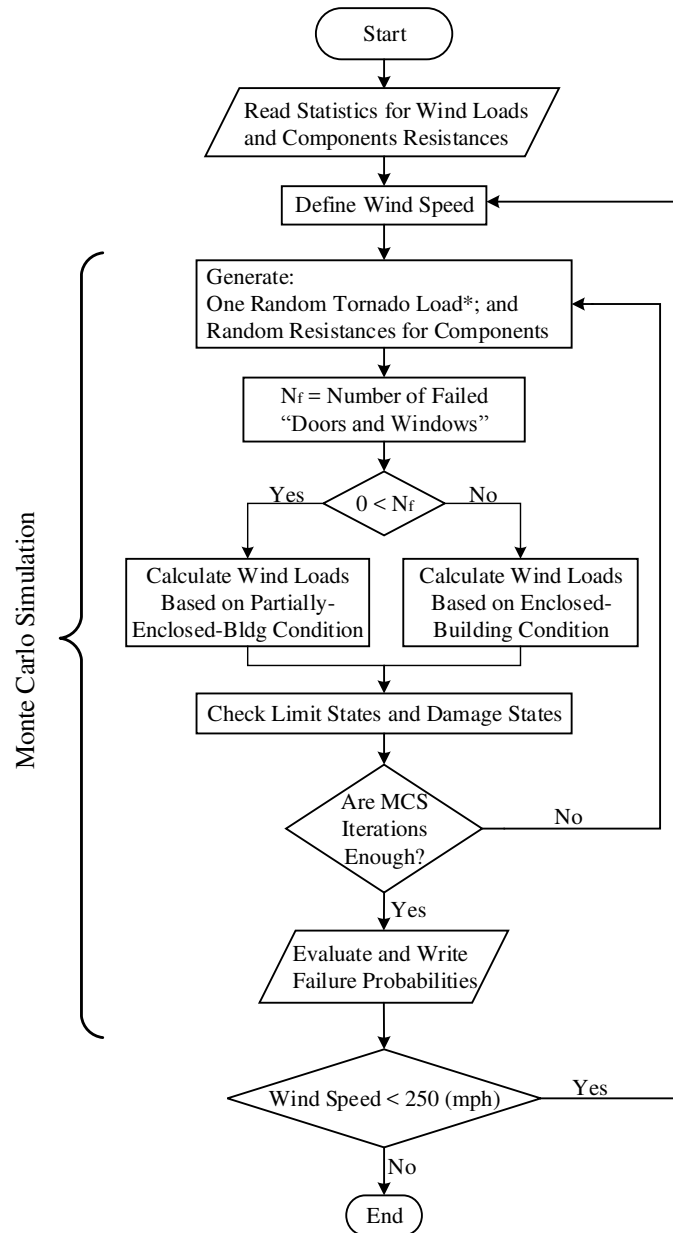 Start
Read Statistics for Wind Loads
and Components Resistances
Define Wind Speed
Generate:
One Random Tornado Load*; and
Random Resistances for Components
Nf = Number of Failed
“Doors and Windows”
Yes
0 < Nf
No
Calculate Wind Loads
Based on Partially-
Enclosed-Bldg Condition
Calculate Wind Loads
Based on Enclosed-
Building Condition
Monte Carlo Simulation
Check Limit States and Damage States
Are MCS
Iterations
Enough?
No
Yes
Evaluate and Write
Failure Probabilities
Wind Speed < 250 (mph)
Yes
No
End